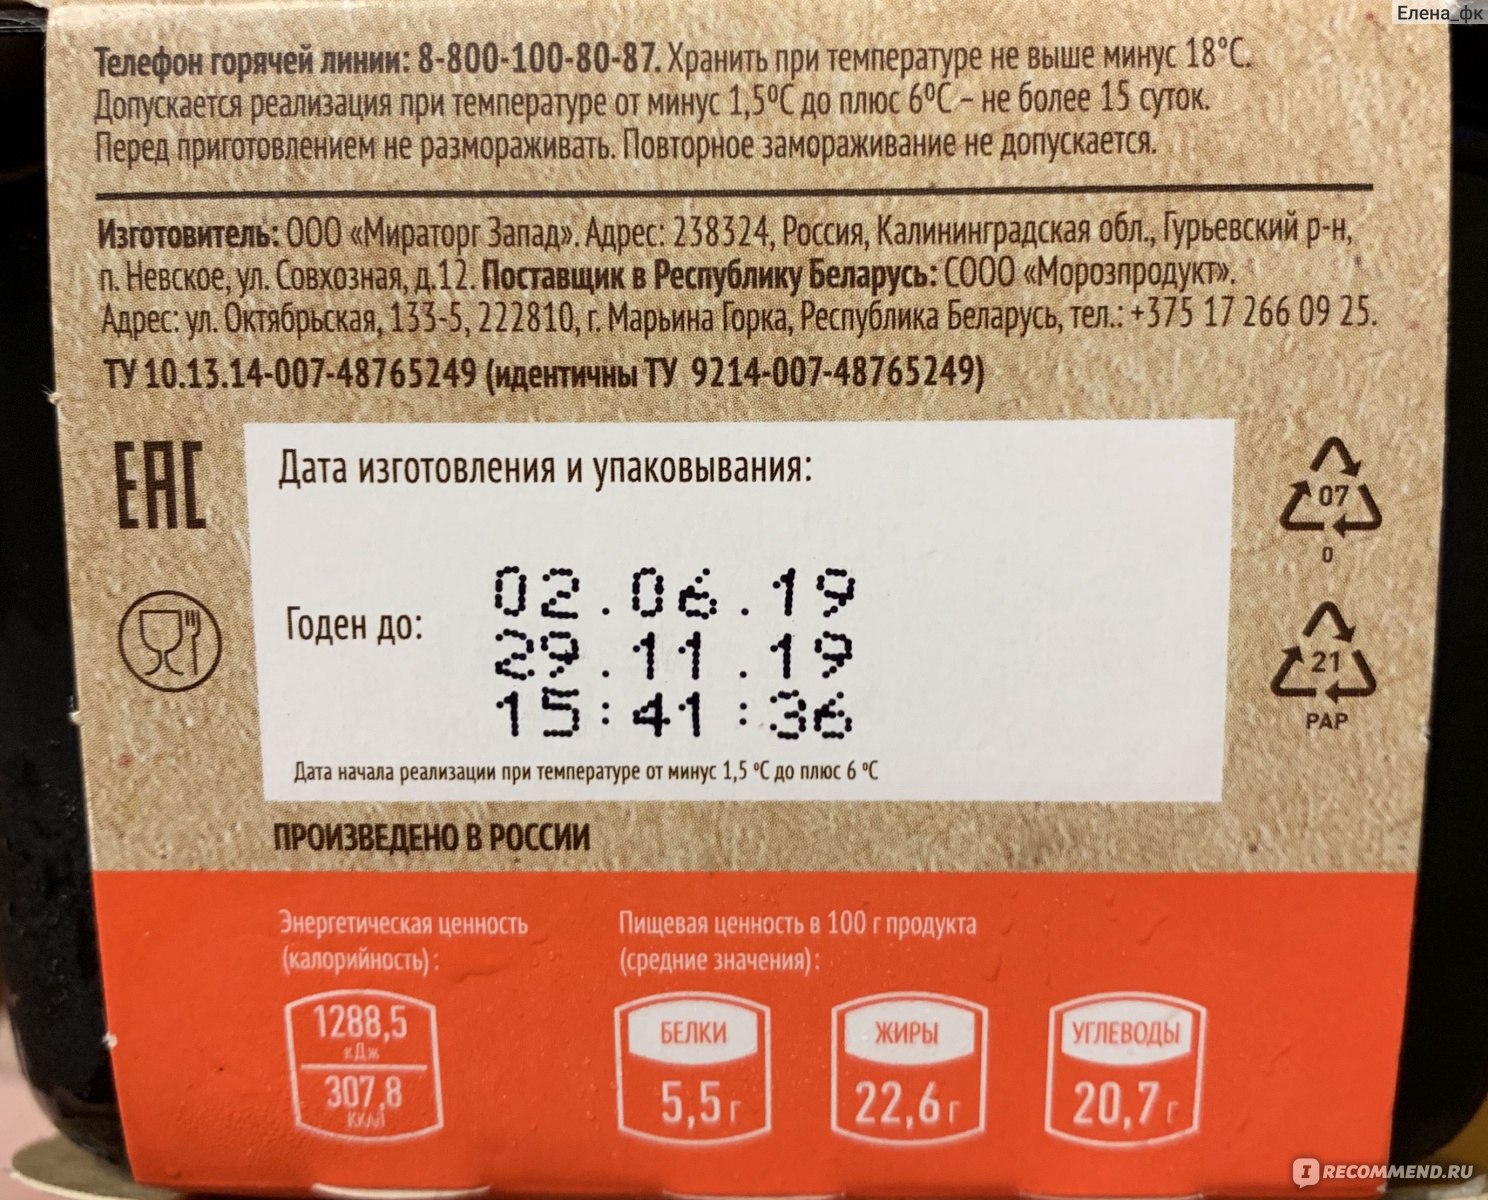 Елена_фк
Телефон горячей линии: 8-800-100-80-87. Хранить при температуре не выше минус 18°С.
Допускается реализация при температуре от минус 1,5°С до плюс 6°С – не более 15 суток.
Перед приготовлением не размораживать. Повторное замораживание не допускается.
Изготовитель: ООО «Мираторг Запад». Адрес: 238324, Россия, Калининградская обл., Гурьевский р-н,
п. Невское, ул. Совхозная, д.12. Поставщик в Республику Беларусь: СООО «Морозпродукт».
Адрес: ул. Октябрьская, 133-5, 222810, г. Марьина Горка, Республика Беларусь, тел.: +375 17 266 09 25.
ТУ 10.13.14-007-48765249 (идентичны ТУ 9214-007-48765249)
ЕАС
Дата изготовления и упаковывания:
02.06.19
Годен до:
29.11.19
15:41:36
Дата начала реализации при температуре от минус 1,5 °С до плюс 6 °С
07
0
21
PAP
ПРОИЗВЕДЕНО В РОССИИ
Энергетическая ценность
(калорийность):
Пищевая ценность в 100 г продукта
(средние значения):
1288,5
кДж
307,8
ккал
БЕЛКИ
5,5 г
ЖИРЫ
22,6 г
УГЛЕВОДЫ
20,7 г
IRECOMMEND.RU